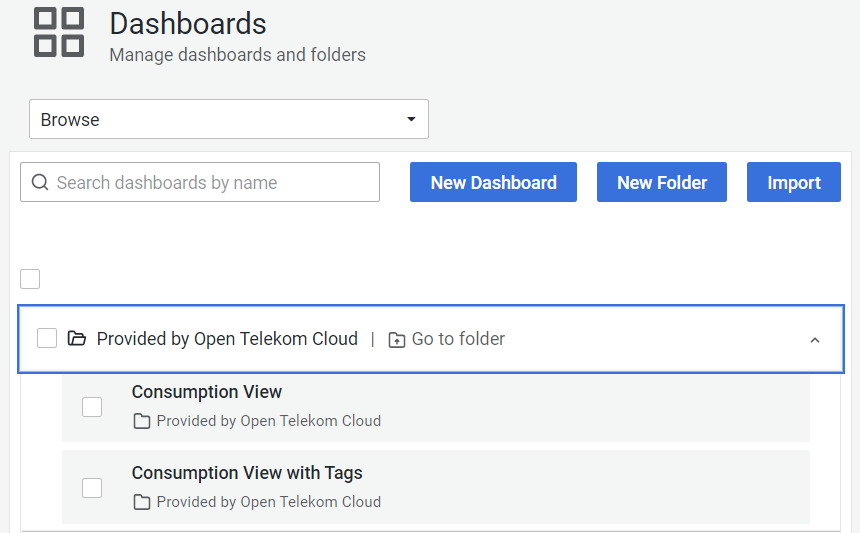 Dashboards
Manage dashboards and folders
Browse
Search dashboards by name
New Dashboard
New Folder
Import
Provided by Open Telekom Cloud | Go to folder
Consumption View
Provided by Open Telekom Cloud
Consumption View with Tags
Provided by Open Telekom Cloud